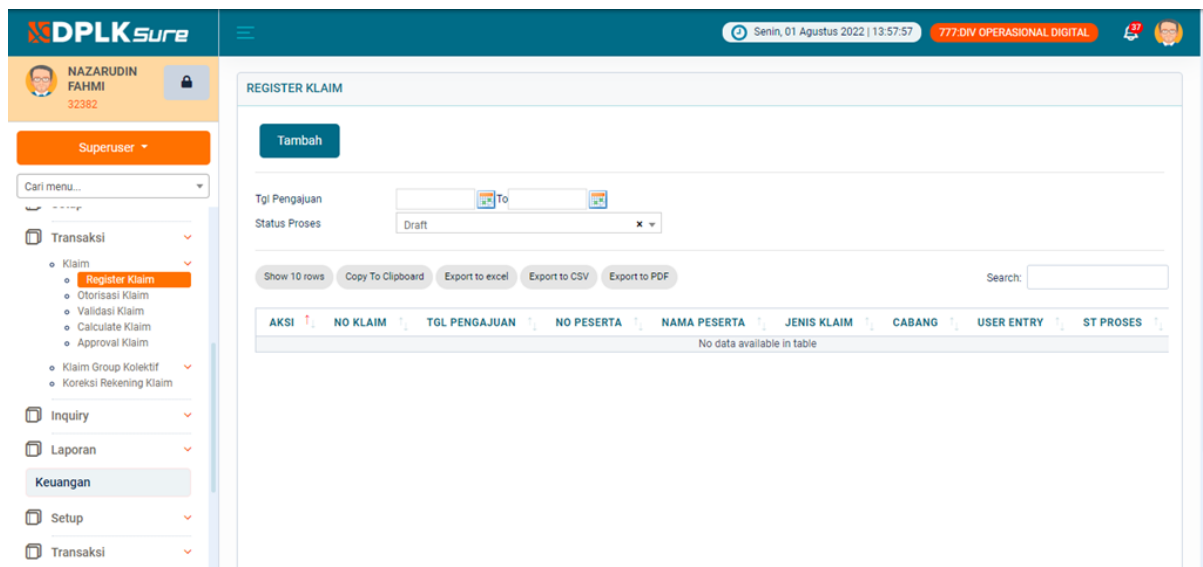 DPLKsure
Senin, 01 Agustus 2022 | 13:57:57
777:DIV OPERASIONAL DIGITAL
37
NAZARUDIN
FAHMI
32382
Superuser
Cari menu...
Transaksi
Klaim
Register Klaim
Otorisasi Klaim
Validasi Klaim
Calculate Klaim
Approval Klaim
Klaim Group Kolektif
Koreksi Rekening Klaim
Inquiry
Laporan
Keuangan
Setup
Transaksi
REGISTER KLAIM
Tambah
Tgl Pengajuan To
Status Proses Draft
Show 10 rows Copy To Clipboard Export to excel Export to CSV Export to PDF Search:
AKSI NO KLAIM TGL PENGAJUAN NO PESERTA NAMA PESERTA JENIS KLAIM CABANG USER ENTRY ST PROSES
No data available in table